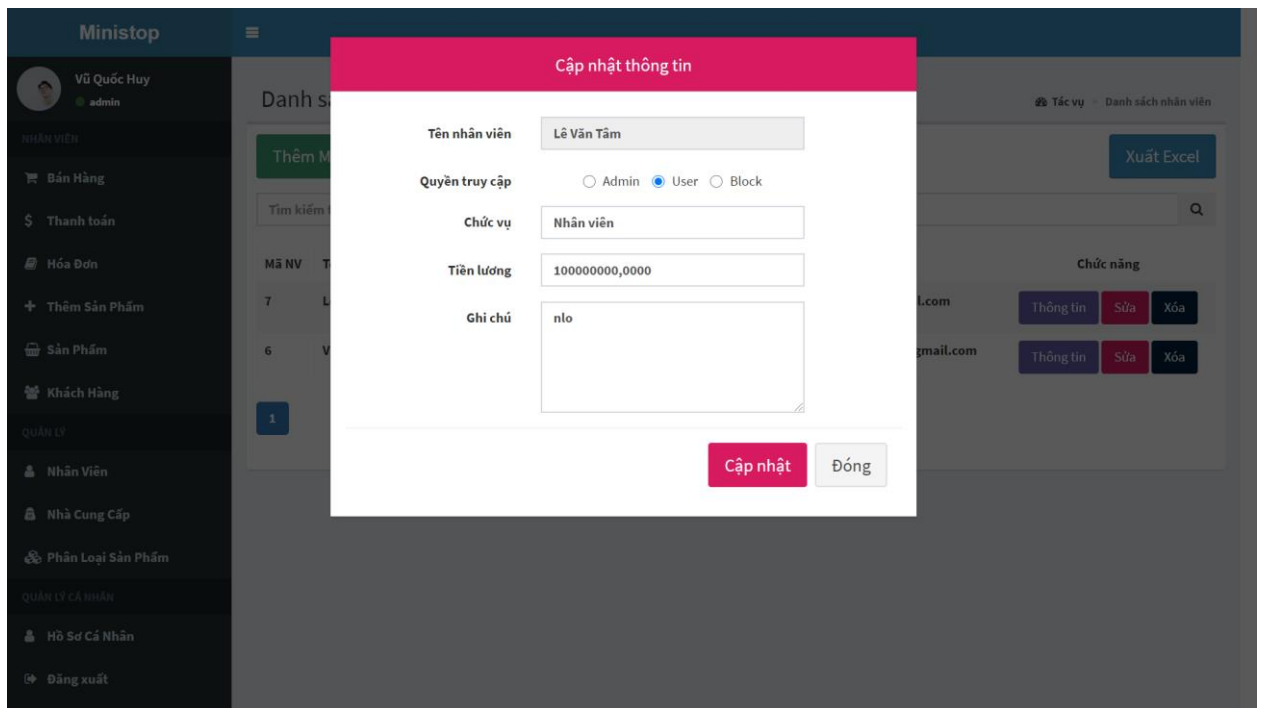 Ministop
Vũ Quốc Huy
admin
NHÂN VIÊN
Bán Hàng
Thanh toán
Hóa Đơn
Thêm Sản Phẩm
Sản Phẩm
Khách Hàng
QUẢN LÝ
Nhân Viên
Nhà Cung Cấp
Phân Loại Sản Phẩm
QUẢN LÝ CÁ NHÂN
Hồ Sơ Cá Nhân
Đăng xuất
Danh s
Tác vụ > Danh sách nhân viên
Thêm M
Xuất Excel
Tìm kiếm t
Mã NV T
Chức năng
7 L
l.com Thông tin Sửa Xóa
6 V
gmail.com Thông tin Sửa Xóa
1
Cập nhật thông tin
Tên nhân viên Lê Văn Tâm
Quyền truy cập Admin User Block
Chức vụ Nhân viên
Tiền lương 100000000,0000
Ghi chú nlo
Cập nhật Đóng